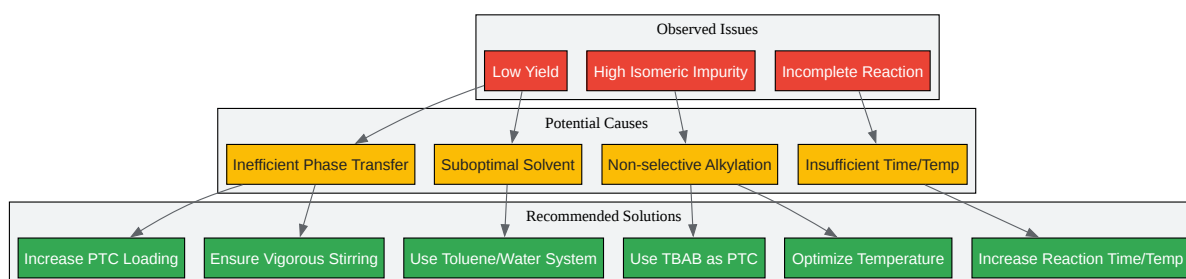 Observed Issues
Low Yield
High Isomeric Impurity
Incomplete Reaction
Potential Causes
Inefficient Phase Transfer
Suboptimal Solvent
Non-selective Alkylation
Insufficient Time/Temp
Recommended Solutions
Increase PTC Loading
Ensure Vigorous Stirring
Use Toluene/Water System
Use TBAB as PTC
Optimize Temperature
Increase Reaction Time/Temp